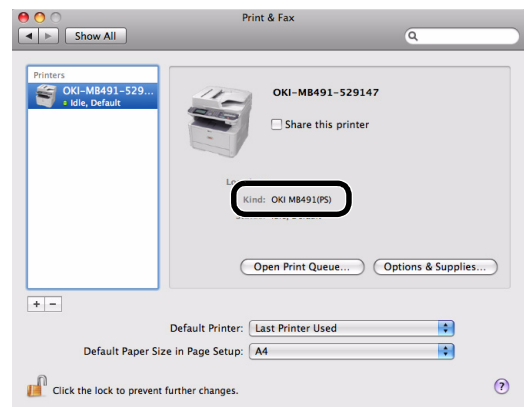 Print & Fax
Show All
Printers
OKI-MB491-529...
Idle, Default
OKI-MB491-529147
Share this printer
Kind: OKI MB491(PS)
Open Print Queue...
Options & Supplies...
+ −
Default Printer: Last Printer Used
Default Paper Size in Page Setup: A4
Click the lock to prevent further changes.
?